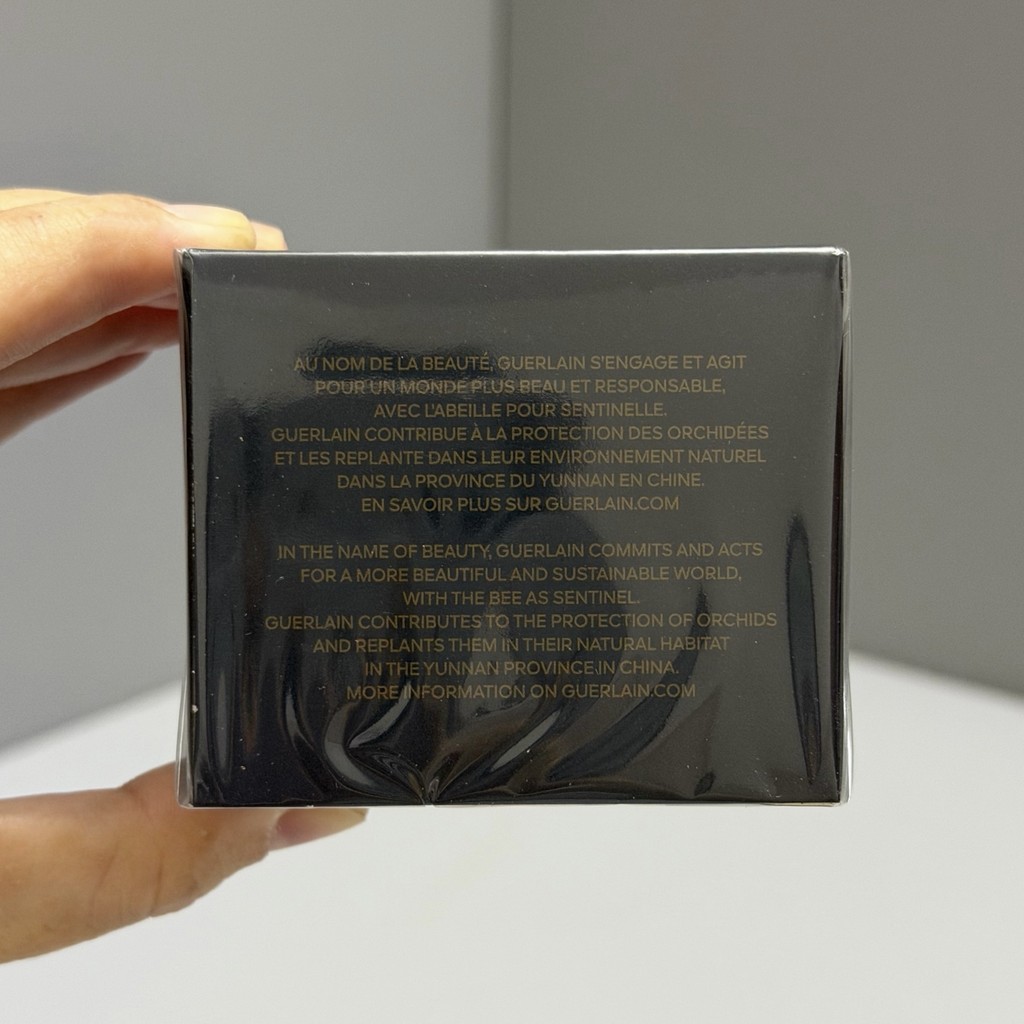 AU NOM DE LA BEAUTÉ, GUERLAIN S'ENGAGE ET AGIT
POUR UN MONDE PLUS BEAU ET RESPONSABLE,
AVEC L'ABEILLE POUR SENTINELLE.
GUERLAIN CONTRIBUE À LA PROTECTION DES ORCHIDÉES
ET LES REPLANTE DANS LEUR ENVIRONNEMENT NATUREL
DANS LA PROVINCE DU YUNNAN EN CHINE.
EN SAVOIR PLUS SUR GUERLAIN.COM
IN THE NAME OF BEAUTY, GUERLAIN COMMITS AND ACTS
FOR A MORE BEAUTIFUL AND SUSTAINABLE WORLD,
WITH THE BEE AS SENTINEL.
GUERLAIN CONTRIBUTES TO THE PROTECTION OF ORCHIDS
AND REPLANTS THEM IN THEIR NATURAL HABITAT
IN THE YUNNAN PROVINCE IN CHINA.
MORE INFORMATION ON GUERLAIN.COM